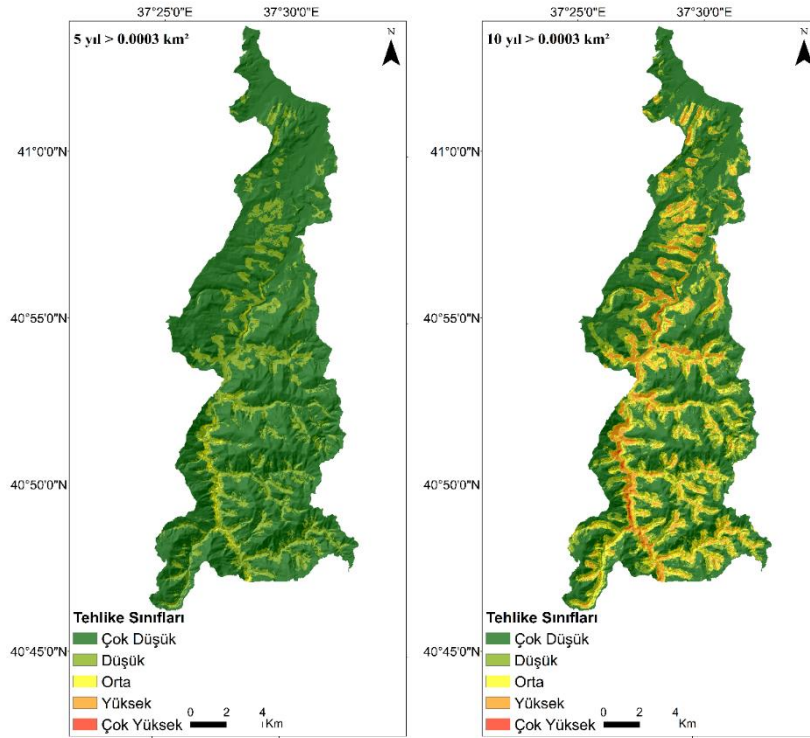 37°25'0"E 37°30'0"E
5 yıl > 0.0003 km²
N
41°0'0"N
40°55'0"N
40°50'0"N
40°45'0"N
Tehlike Sınıfları
Çok Düşük
Düşük
Orta
Yüksek
Çok Yüksek
0 2 4
Km
37°25'0"E 37°30'0"E
10 yıl > 0.0003 km²
N
41°0'0"N
40°55'0"N
40°50'0"N
40°45'0"N
Tehlike Sınıfları
Çok Düşük
Düşük
Orta
Yüksek
Çok Yüksek
0 2 4
Km